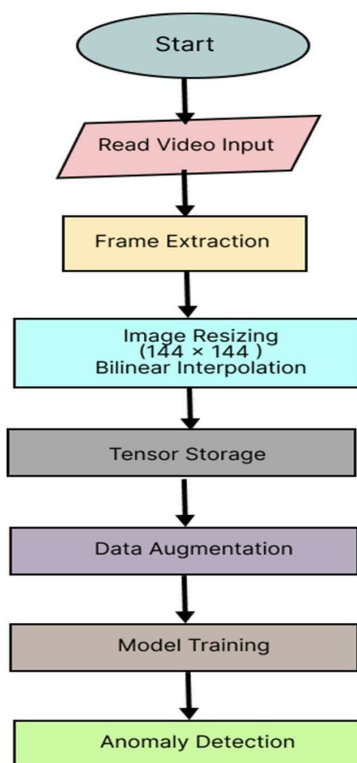 Start
Read Video Input
Frame Extraction
Image Resizing
(144 × 144 )
Bilinear Interpolation
Tensor Storage
Data Augmentation
Model Training
Anomaly Detection